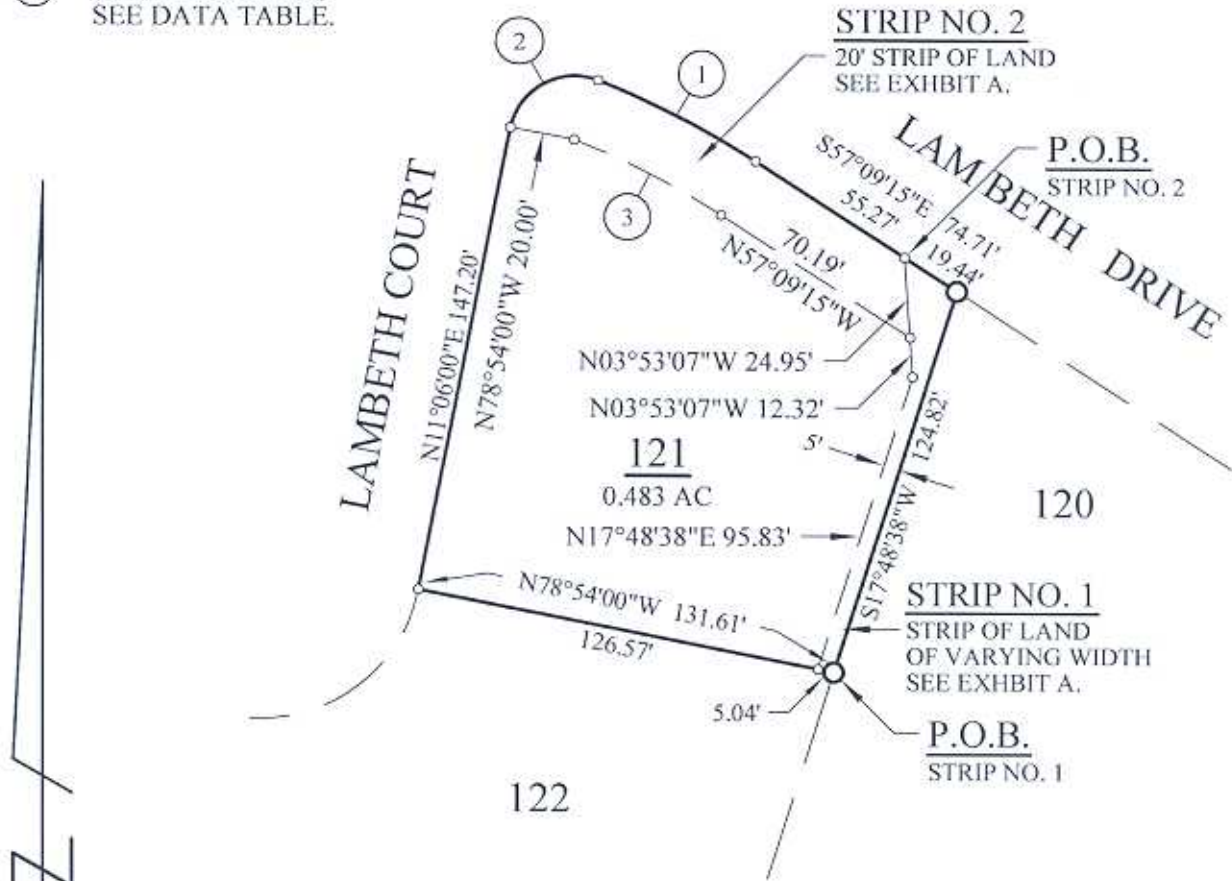 SEE DATA TABLE.
2
1
STRIP NO. 2
20' STRIP OF LAND
SEE EXHBIT A.
LAMBETH DRIVE
P.O.B.
STRIP NO. 2
S57°09'15"E 74.71'
55.27'
19.44'
3
70.19'
N57°09'15"W
LAMBETH COURT
N11°06'00"E 147.20'
N78°54'00"W 20.00'
N03°53'07"W 24.95'
N03°53'07"W 12.32'
5'
121
0.483 AC
124.82'
S17°48'38"W
120
N17°48'38"E 95.83'
N78°54'00"W 131.61'
126.57'
STRIP NO. 1
STRIP OF LAND
OF VARYING WIDTH
SEE EXHBIT A.
5.04'
P.O.B.
STRIP NO. 1
122